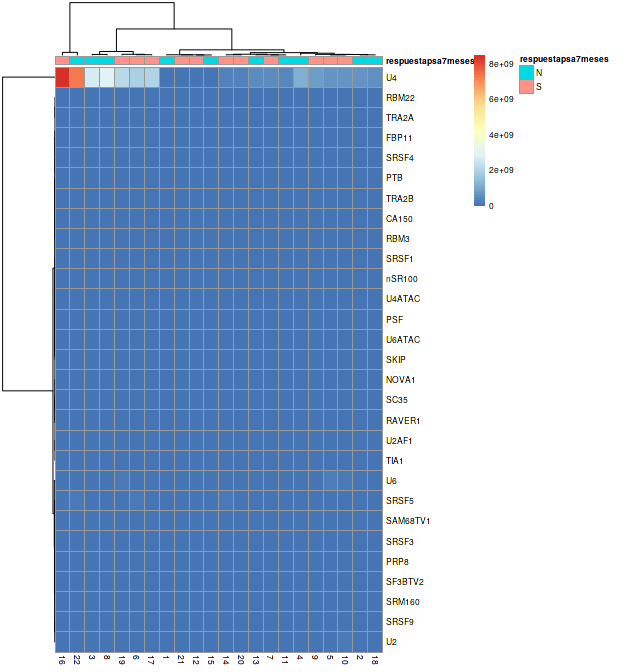 respuestapsa7meses
U4
RBM22
TRA2A
FBP11
SRSF4
PTB
TRA2B
CA150
RBM3
SRSF1
nSR100
U4ATAC
PSF
U6ATAC
SKIP
NOVA1
SC35
RAVER1
U2AF1
TIA1
U6
SRSF5
SAM68TV1
SRSF3
PRP8
SF3BTV2
SRM160
SRSF9
U2
16 22 3 8 19 6 17 1 21 12 15 14 20 13 7 11 4 9 5 10 2 18
8e+09
6e+09
4e+09
2e+09
0
respuestapsa7meses
N
S